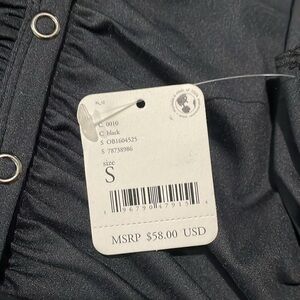 C 0010
C black
S OB1604525
S 78738986
size
S
MSRP $58.00 USD